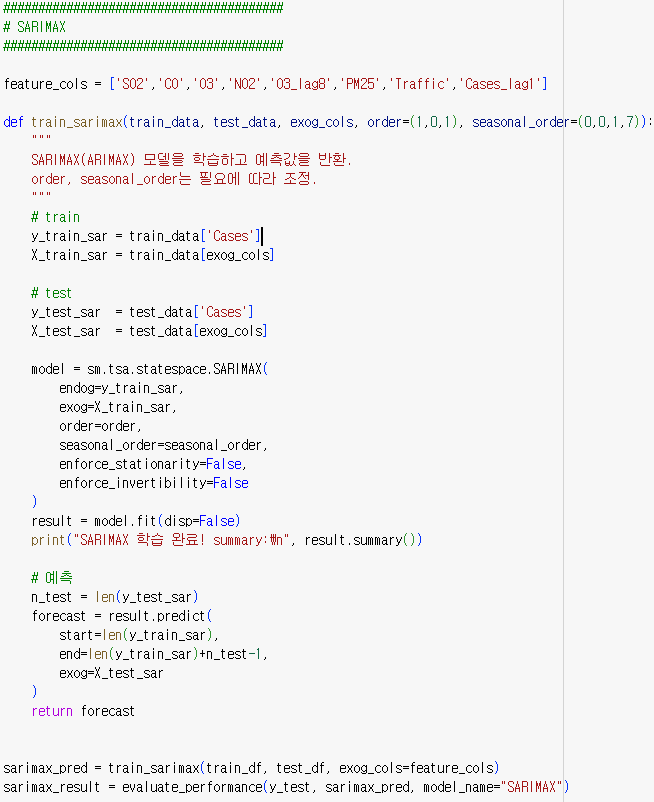 ########################################
# SARIMAX
########################################
feature_cols = ['SO2','CO','O3','NO2','O3_lag8','PM25','Traffic','Cases_lag1']
def train_sarimax(train_data, test_data, exog_cols, order=(1,0,1), seasonal_order=(0,0,1,7)):
"""
SARIMAX(ARIMAX) 모델을 학습하고 예측값을 반환.
order, seasonal_order는 필요에 따라 조정.
"""
# train
y_train_sar = train_data['Cases']
X_train_sar = train_data[exog_cols]
# test
y_test_sar  = test_data['Cases']
X_test_sar  = test_data[exog_cols]
model = sm.tsa.statespace.SARIMAX(
endog=y_train_sar,
exog=X_train_sar,
order=order,
seasonal_order=seasonal_order,
enforce_stationarity=False,
enforce_invertibility=False
)
result = model.fit(disp=False)
print("SARIMAX 학습 완료! summary:₩n", result.summary())
# 예측
n_test = len(y_test_sar)
forecast = result.predict(
start=len(y_train_sar),
end=len(y_train_sar)+n_test-1,
exog=X_test_sar
)
return forecast
sarimax_pred = train_sarimax(train_df, test_df, exog_cols=feature_cols)
sarimax_result = evaluate_performance(y_test, sarimax_pred, model_name="SARIMAX")